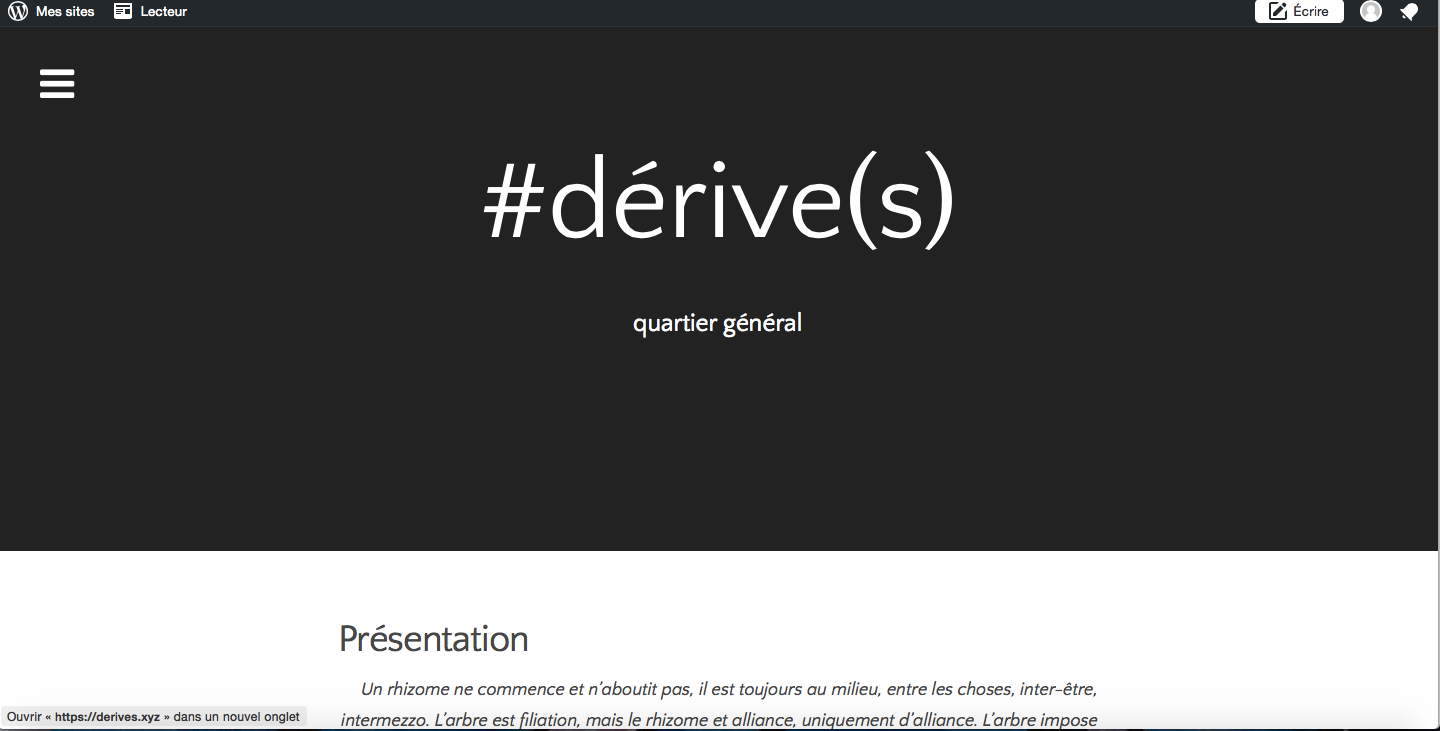 Mes sites Lecteur Écrire
#dérive(s)
quartier général
Présentation
Un rhizome ne commence et n’aboutit pas, il est toujours au milieu, entre les choses, inter-être,
intermezzo. L’arbre est filiation, mais le rhizome et alliance, uniquement d’alliance. L’arbre impose
Ouvrir « https://derives.xyz » dans un nouvel onglet